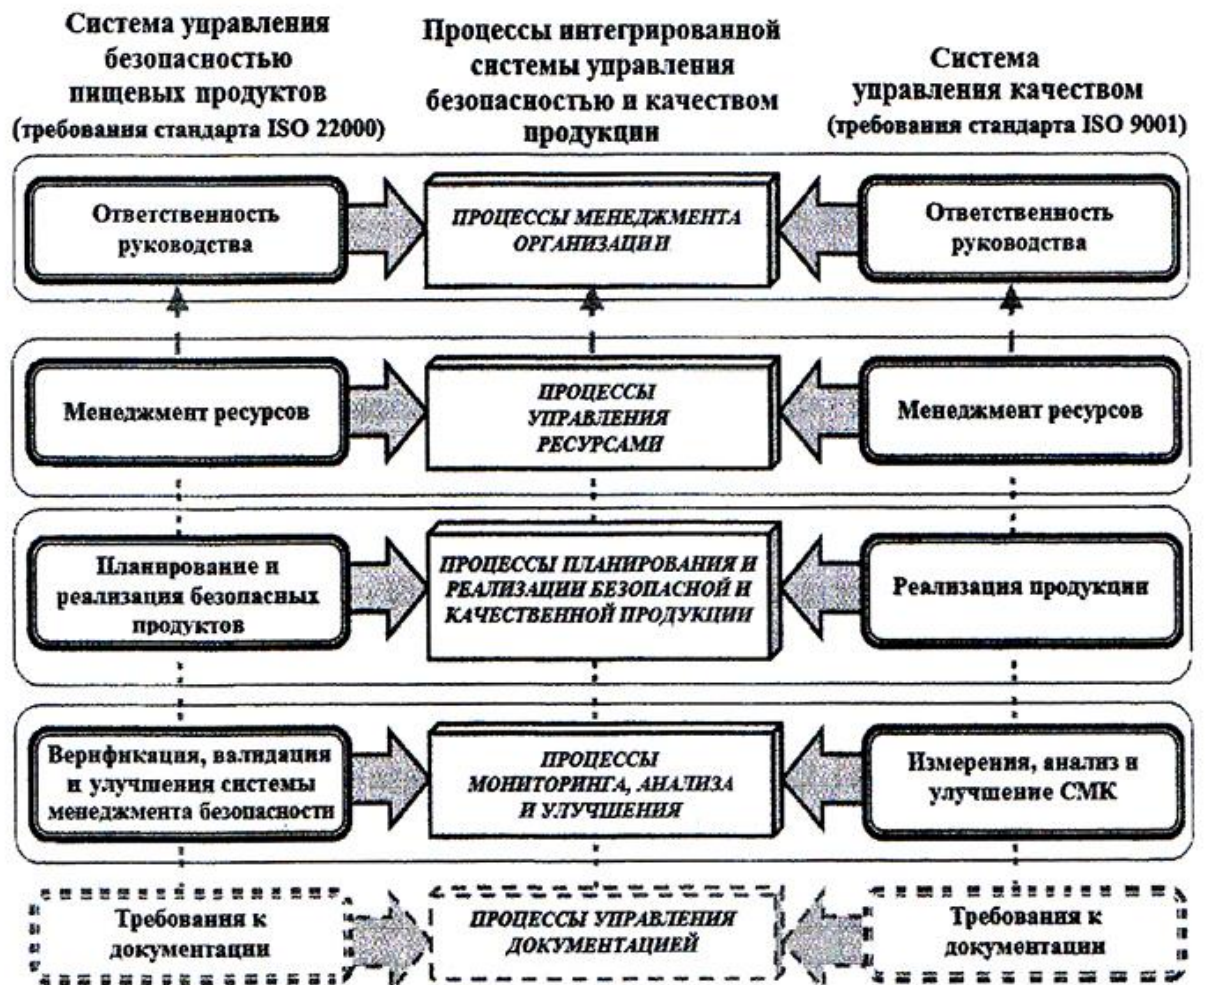 Система управления
безопасностью
пищевых продуктов
(требования стандарта ISO 22000)
Процессы интегрированной
системы управления
безопасностью и качеством
продукции
Система
управления качеством
(требования стандарта ISO 9001)
Ответственность
руководства
ПРОЦЕССЫ МЕНЕДЖМЕНТА
ОРГАНИЗАЦИИ
Ответственность
руководства
Менеджмент ресурсов
ПРОЦЕССЫ
УПРАВЛЕНИЯ
РЕСУРСАМИ
Менеджмент ресурсов
Планирование и
реализация безопасных
продуктов
ПРОЦЕССЫ ПЛАНИРОВАНИЯ И
РЕАЛИЗАЦИИ БЕЗОПАСНОЙ И
КАЧЕСТВЕННОЙ ПРОДУКЦИИ
Реализация продукции
Верификация, валидация
и улучшения системы
менеджмента безопасности
ПРОЦЕССЫ
МОНИТОРИНГА, АНАЛИЗА
И УЛУЧШЕНИЯ
Измерения, анализ и
улучшение СМК
Требования к
документации
ПРОЦЕССЫ УПРАВЛЕНИЯ
ДОКУМЕНТАЦИЕЙ
Требования к
документации